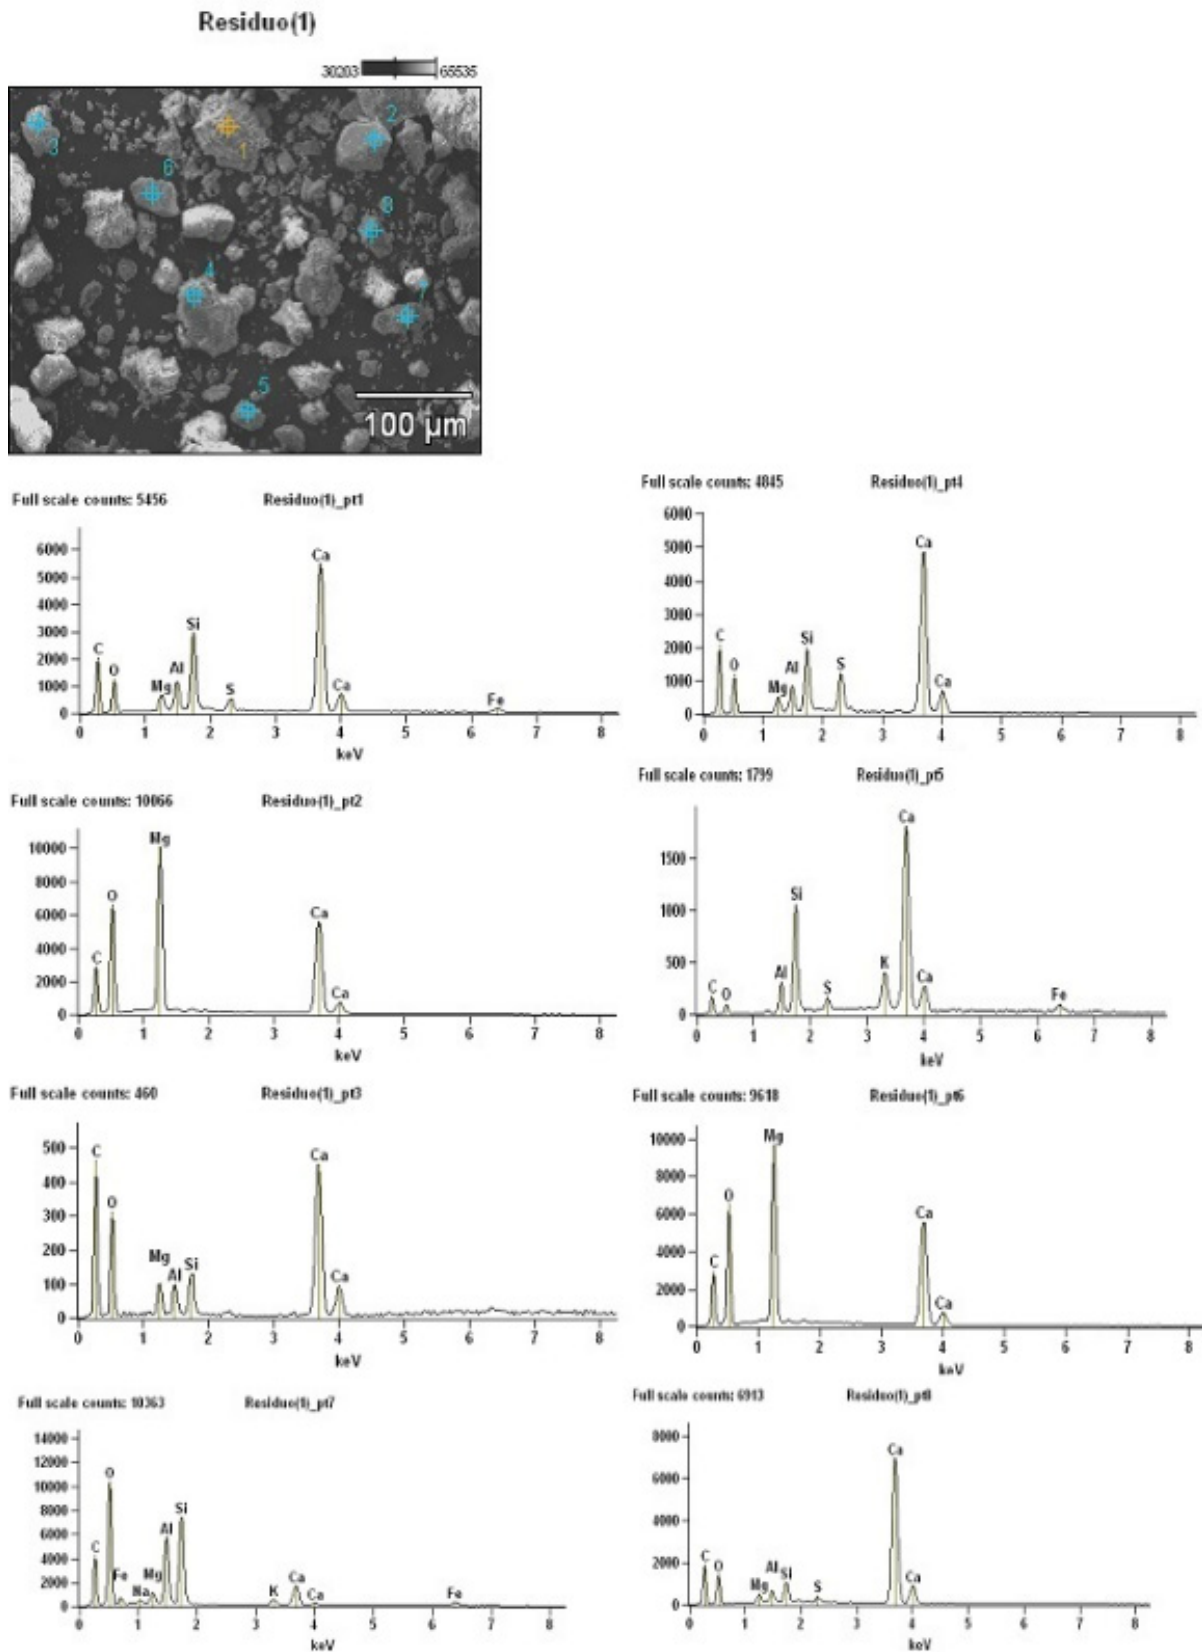 Residuo(1)
30203 65535
3
1
2
6
8
4
7
5
100 µm
Full scale counts: 5456 Residuo(1)_pt1
6000
5000
4000
3000
2000
1000
0
C O Mg Al Si S Ca Ca Fe
0 1 2 3 4 5 6 7 8
keV
Full scale counts: 4845 Residuo(1)_pt4
6000
5000
4000
3000
2000
1000
0
C O Mg Al Si S Ca Ca
0 1 2 3 4 5 6 7 8
keV
Full scale counts: 10066 Residuo(1)_pt2
10000
8000
6000
4000
2000
0
C O Mg Ca Ca
0 1 2 3 4 5 6 7 8
keV
Full scale counts: 1799 Residuo(1)_pt5
1500
1000
500
0
C O Al Si S K Ca Ca Fe
0 1 2 3 4 5 6 7 8
keV
Full scale counts: 460 Residuo(1)_pt3
500
400
300
200
100
0
C O Mg Al Si Ca Ca
0 1 2 3 4 5 6 7 8
keV
Full scale counts: 9618 Residuo(1)_pt6
10000
8000
6000
4000
2000
0
C O Mg Ca Ca
0 1 2 3 4 5 6 7 8
keV
Full scale counts: 10363 Residuo(1)_pt7
14000
12000
10000
8000
6000
4000
2000
0
C O Fe Na Mg Al Si K Ca Ca Fe
0 1 2 3 4 5 6 7 8
keV
Full scale counts: 6913 Residuo(1)_pt8
8000
6000
4000
2000
0
C O Mg Al Si S Ca Ca
0 1 2 3 4 5 6 7 8
keV